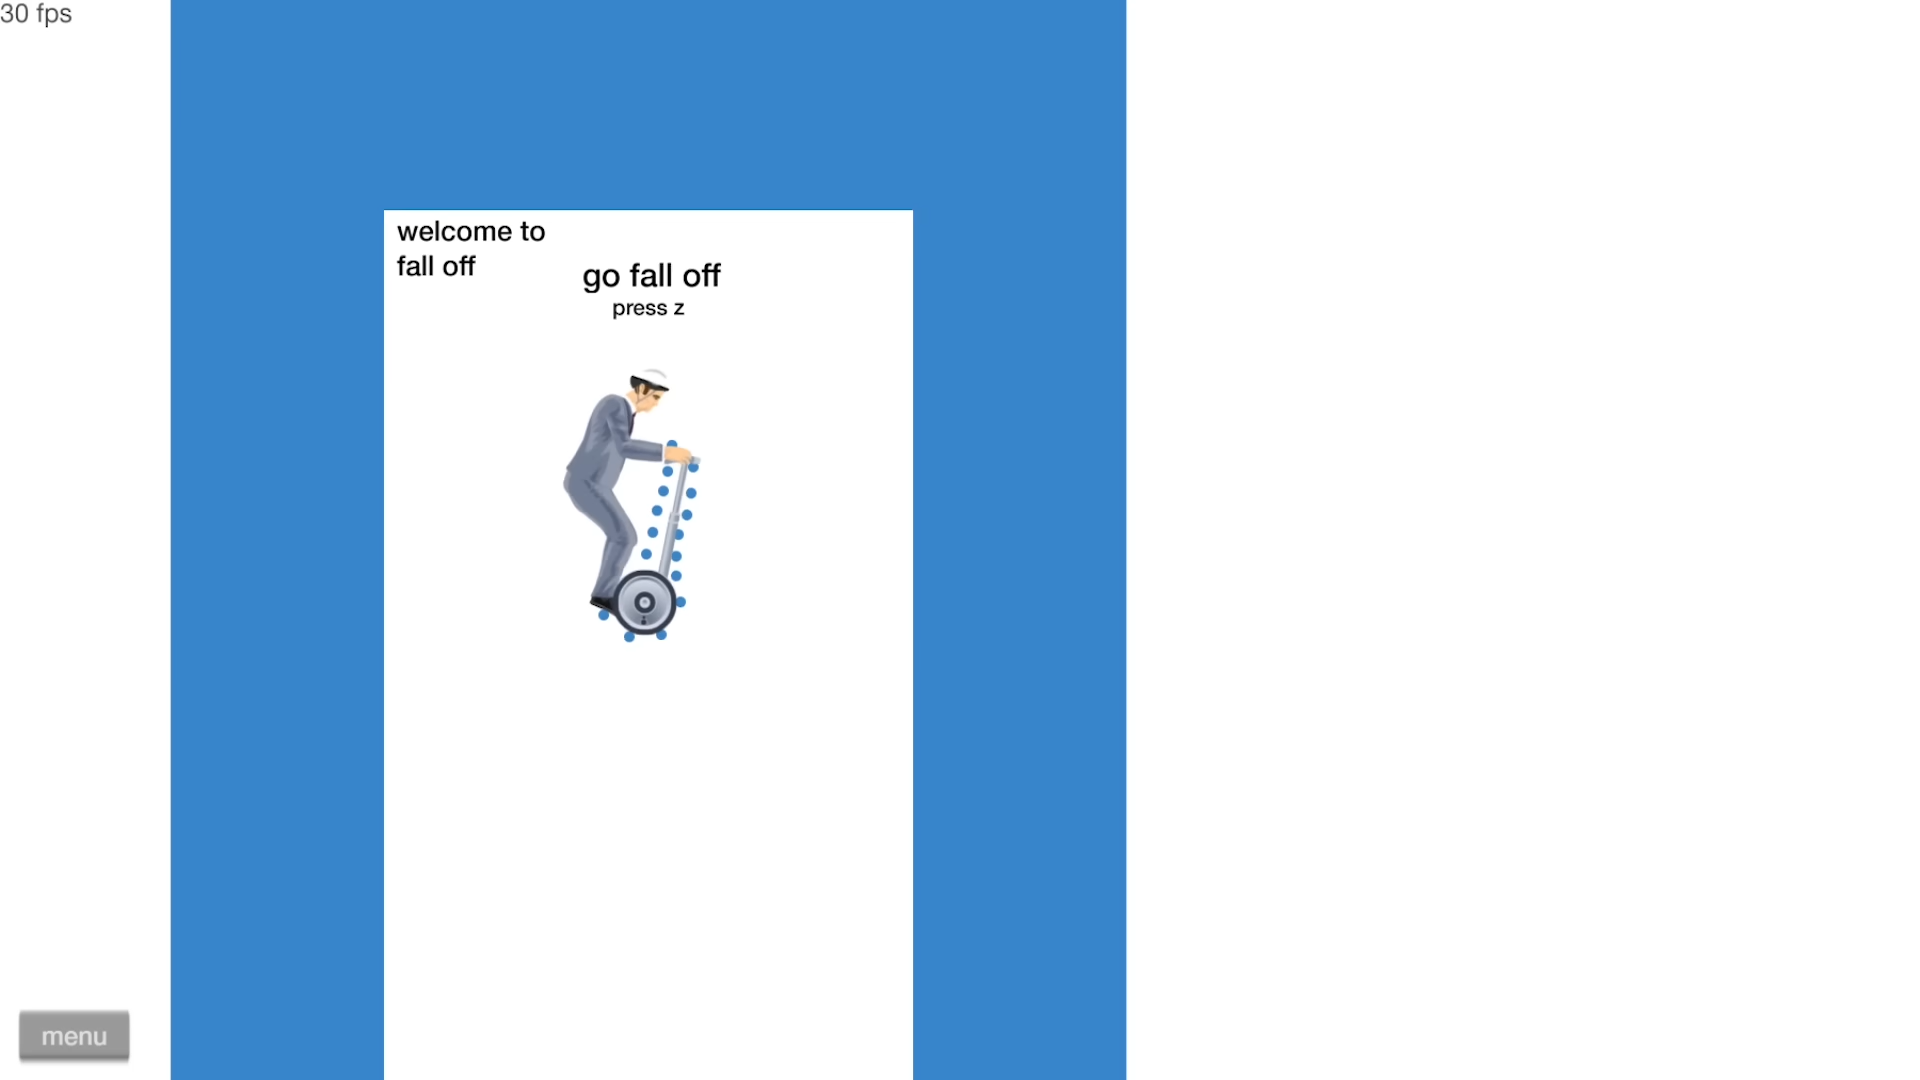 30 fps
welcome to
fall off
go fall off
press z
menu